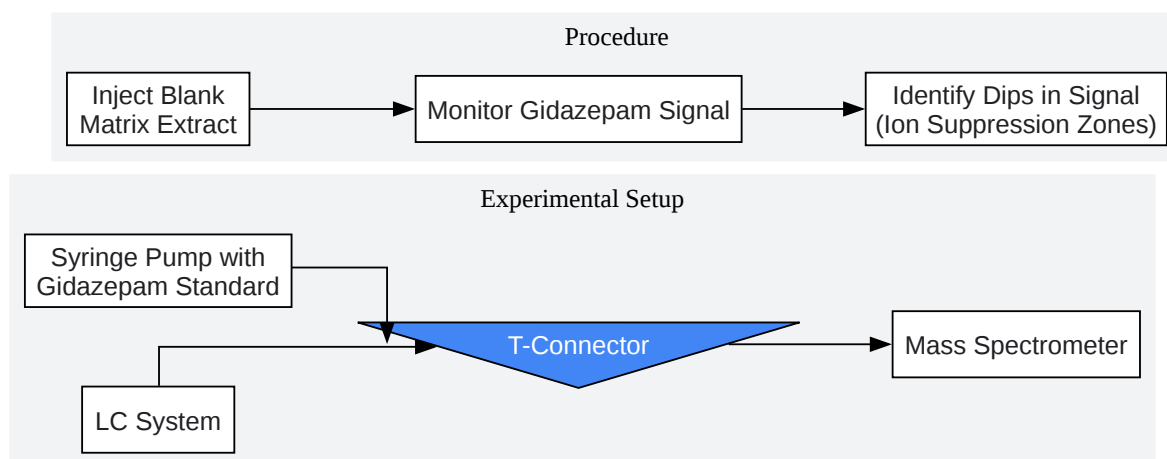 Procedure
Inject Blank
Matrix Extract
Monitor Gidazepam Signal
Identify Dips in Signal
(Ion Suppression Zones)
Experimental Setup
Syringe Pump with
Gidazepam Standard
T-Connector
Mass Spectrometer
LC System